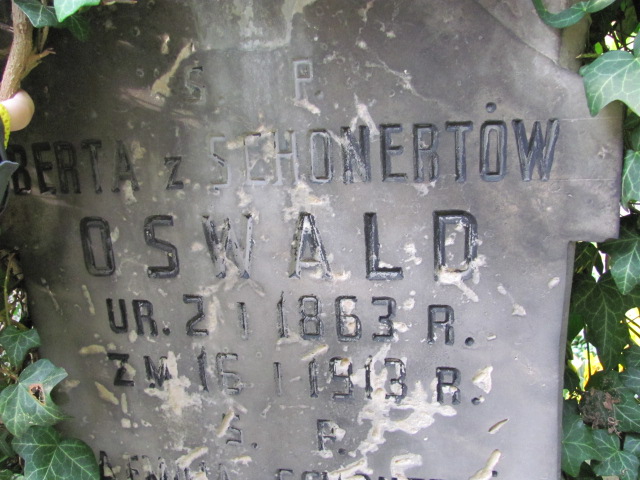 S. P.
BERTA z SCHONERTÓW
OSWALD
UR. 2 I 1863 R.
ZM 16 I 1913 R.
S. P.